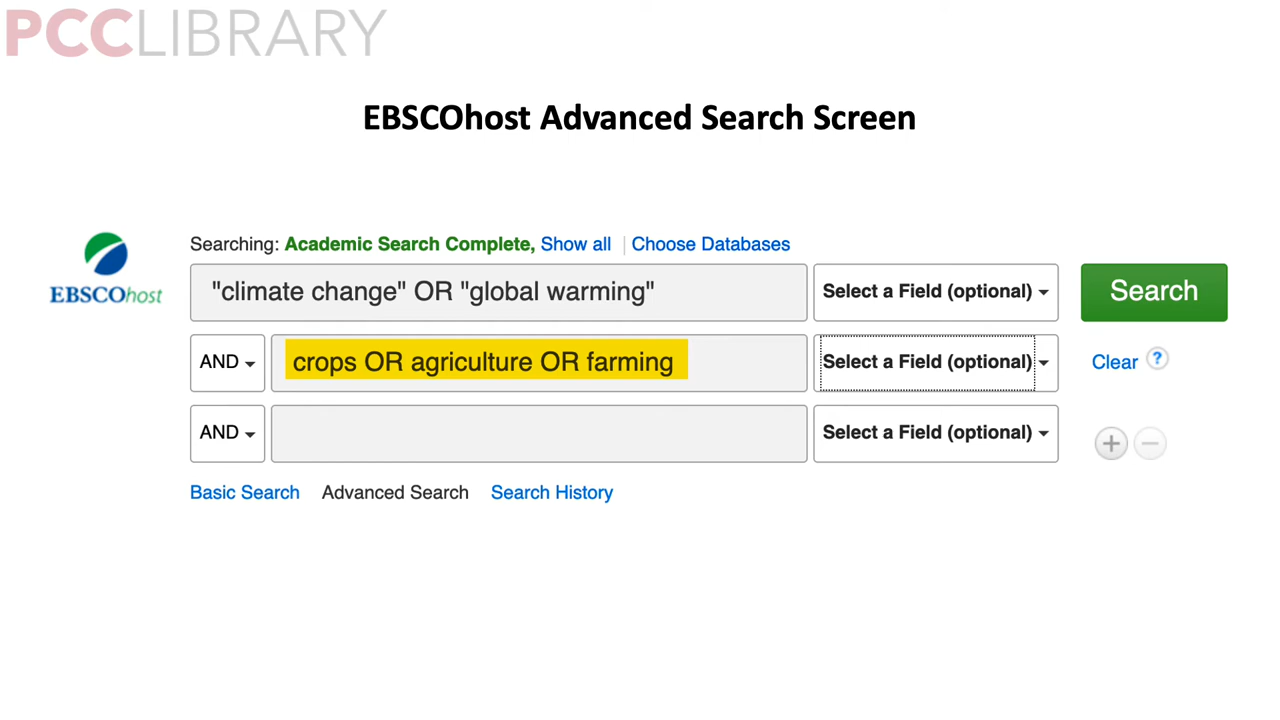 PCCLIBRARY
EBSCOhost Advanced Search Screen
EBSCOhost
Searching: Academic Search Complete, Show all | Choose Databases
"climate change" OR "global warming" Select a Field (optional) Search
AND crops OR agriculture OR farming Select a Field (optional) Clear ?
AND Select a Field (optional) + −
Basic Search Advanced Search Search History